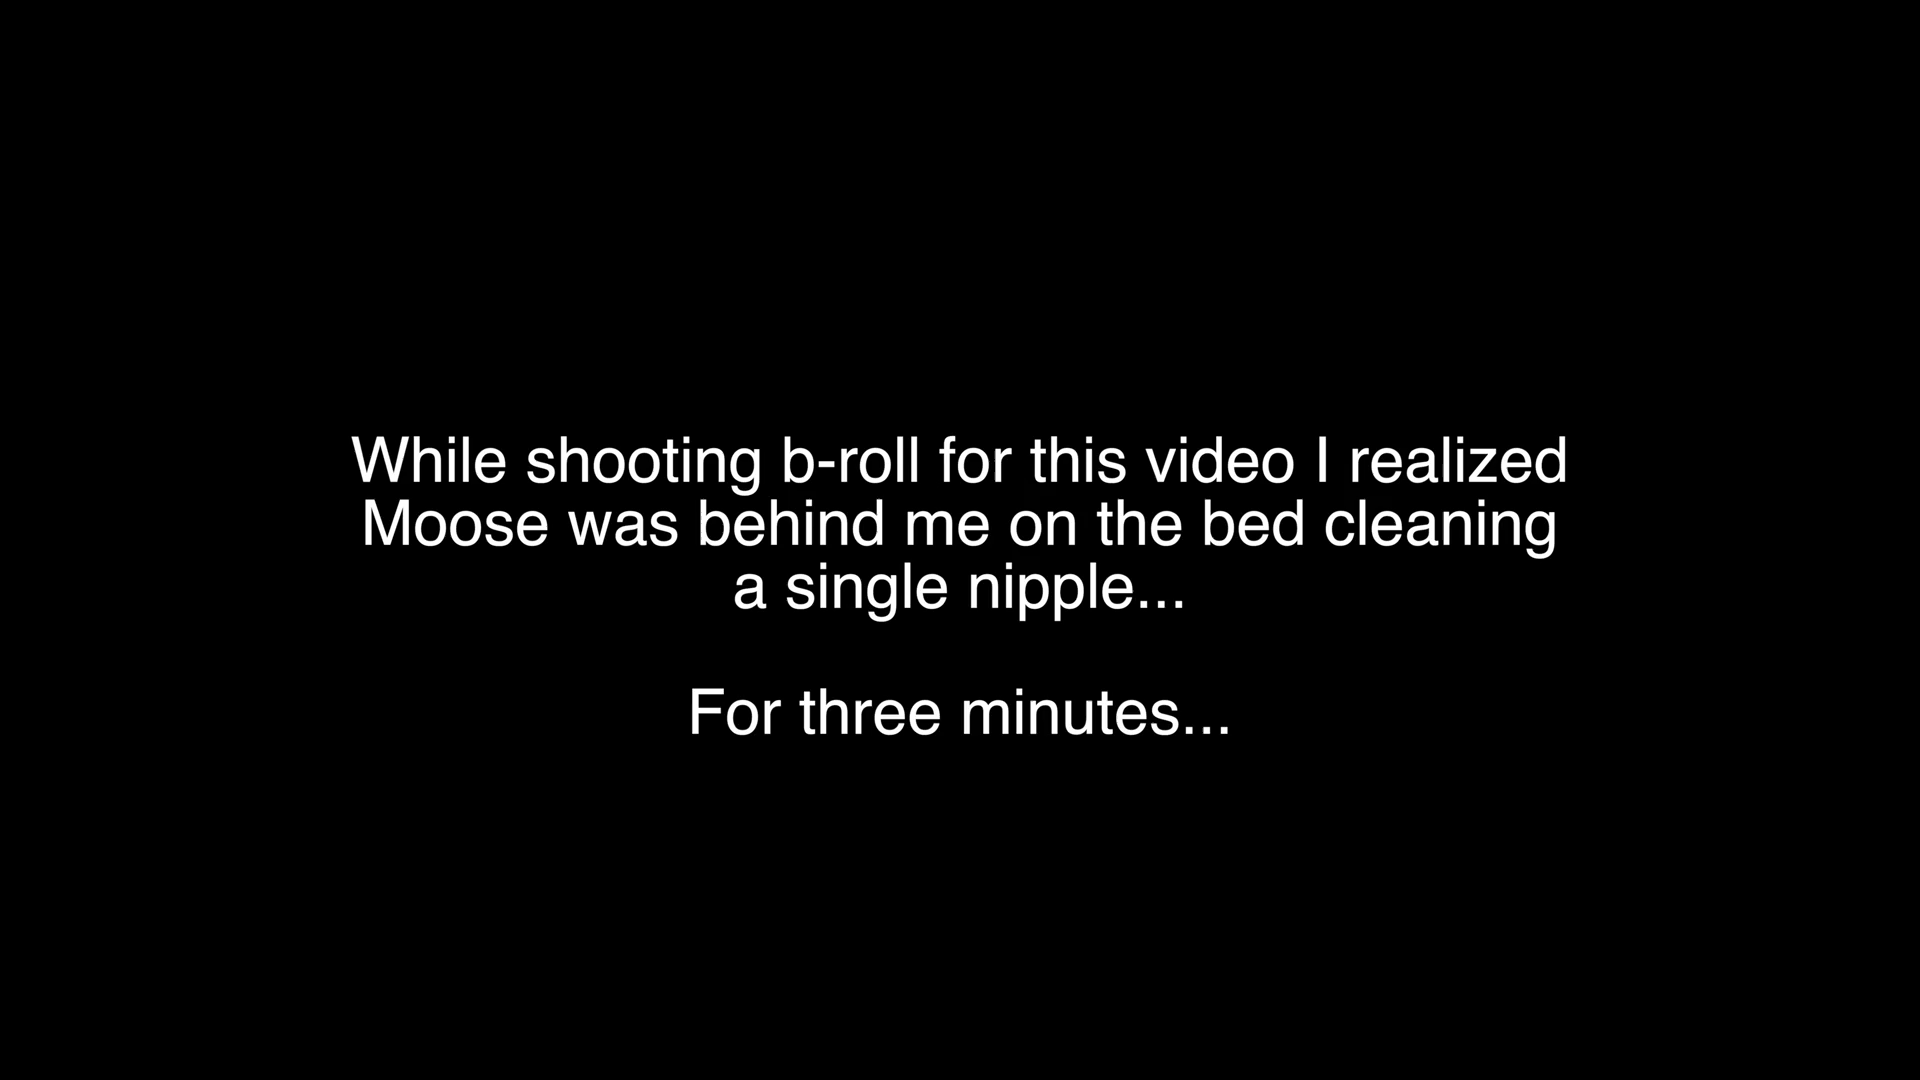 While shooting b-roll for this video I realized
Moose was behind me on the bed cleaning
a single nipple...
For three minutes...